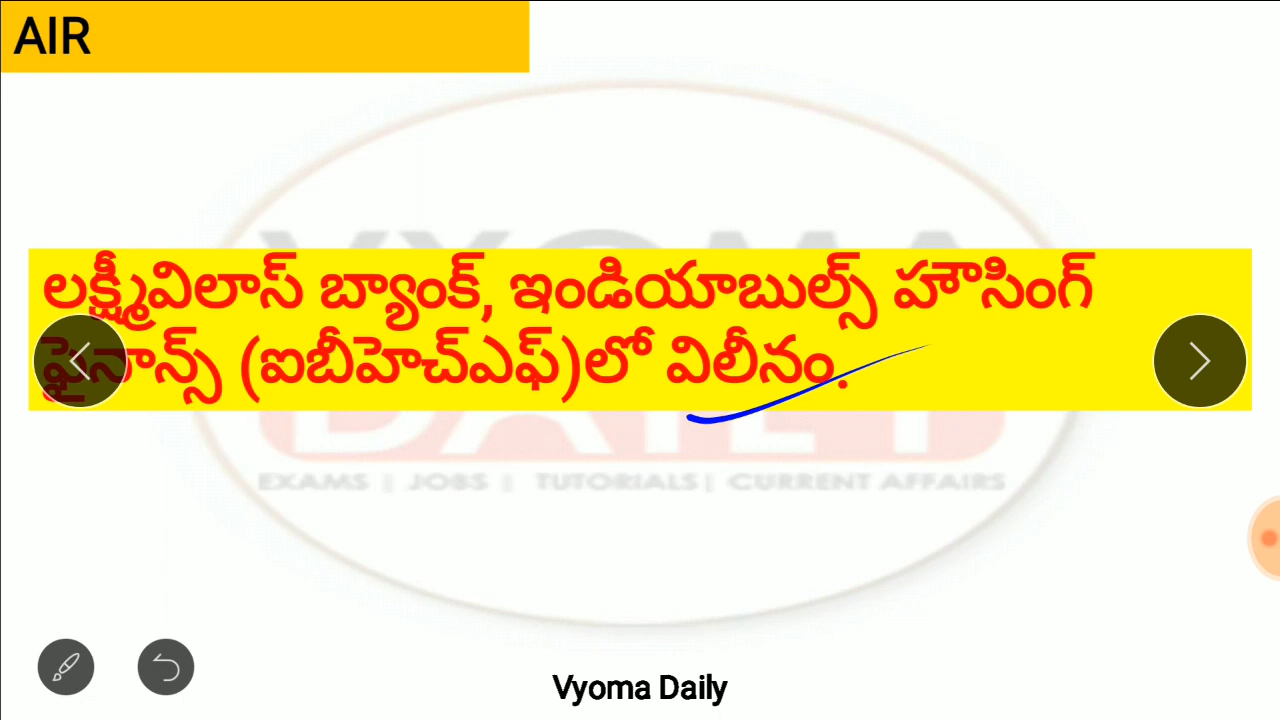 AIR
లక్ష్మీవిలాస్ బ్యాంక్, ఇండియాబుల్స్ హౌసింగ్
ఫైనాన్స్ (ఐబీహెచ్ఎఫ్)లో విలీనం.
EXAMS | JOBS | TUTORIALS | CURRENT AFFAIRS
Vyoma Daily